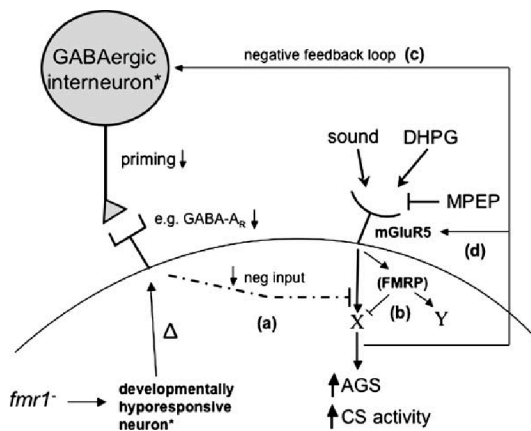 GABAergic
interneuron*
negative feedback loop (c)
sound DHPG
priming
MPEP
e.g. GABA-AR
mGluR5
(d)
neg input
(FMRP)
(a)
(b)
X
Y
Δ
AGS
CS activity
fmr1-
developmentally
hyporesponsive
neuron*